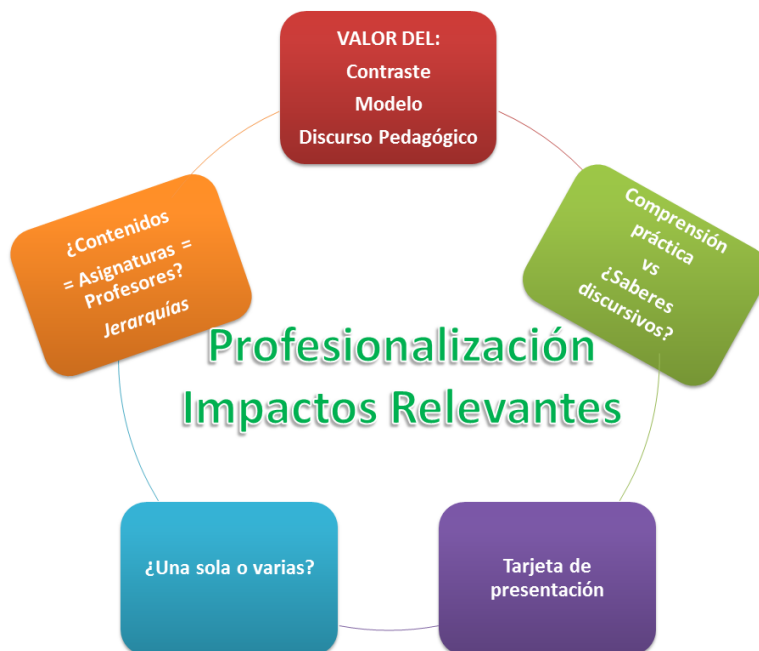 VALOR DEL:
Contraste
Modelo
Discurso Pedagógico
Comprensión
práctica
vs
¿Saberes
discursivos?
Tarjeta de
presentación
¿Una sola o varias?
¿Contenidos
= Asignaturas =
Profesores?
Jerarquías
Profesionalización
Impactos Relevantes